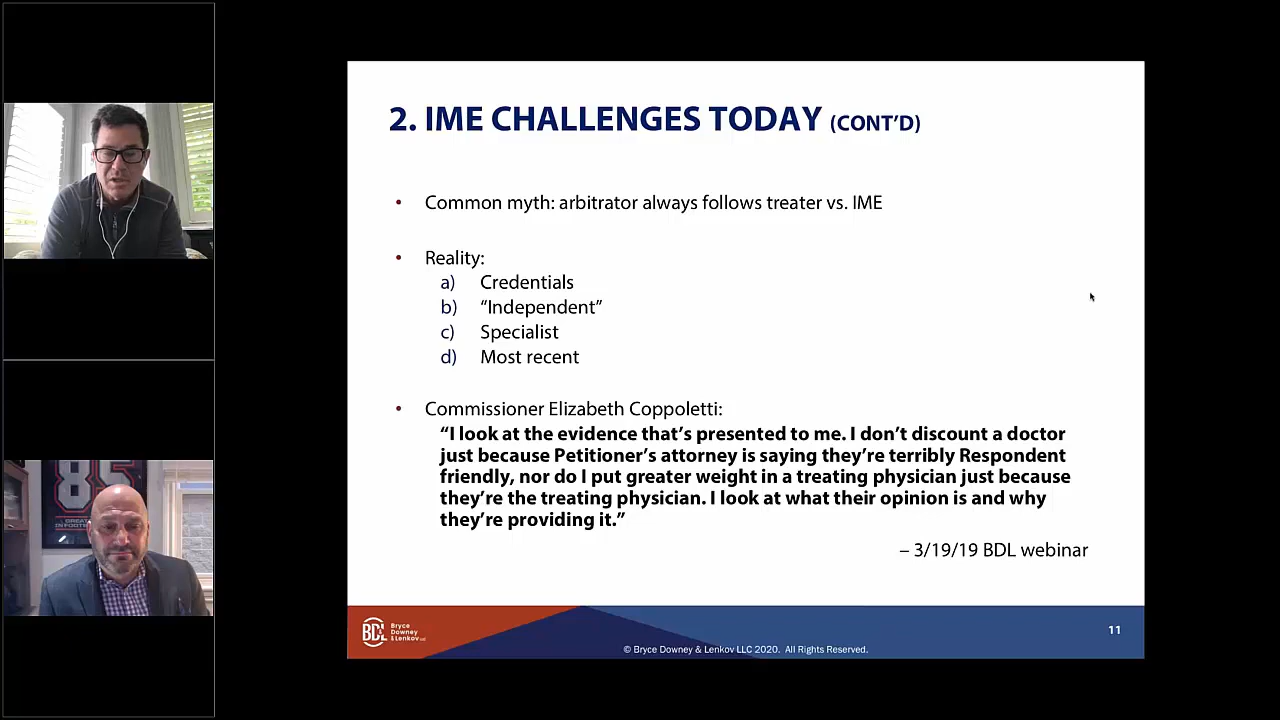 2. IME CHALLENGES TODAY (CONT'D)
• Common myth: arbitrator always follows treater vs. IME
• Reality:
a) Credentials
b) “Independent”
c) Specialist
d) Most recent
• Commissioner Elizabeth Coppoletti:
“I look at the evidence that’s presented to me. I don’t discount a doctor
just because Petitioner’s attorney is saying they’re terribly Respondent
friendly, nor do I put greater weight in a treating physician just because
they’re the treating physician. I look at what their opinion is and why
they’re providing it.”
– 3/19/19 BDL webinar
85
BDL
Bryce
Downey
& Lenkov LLC
11
© Bryce Downey & Lenkov LLC 2020. All Rights Reserved.